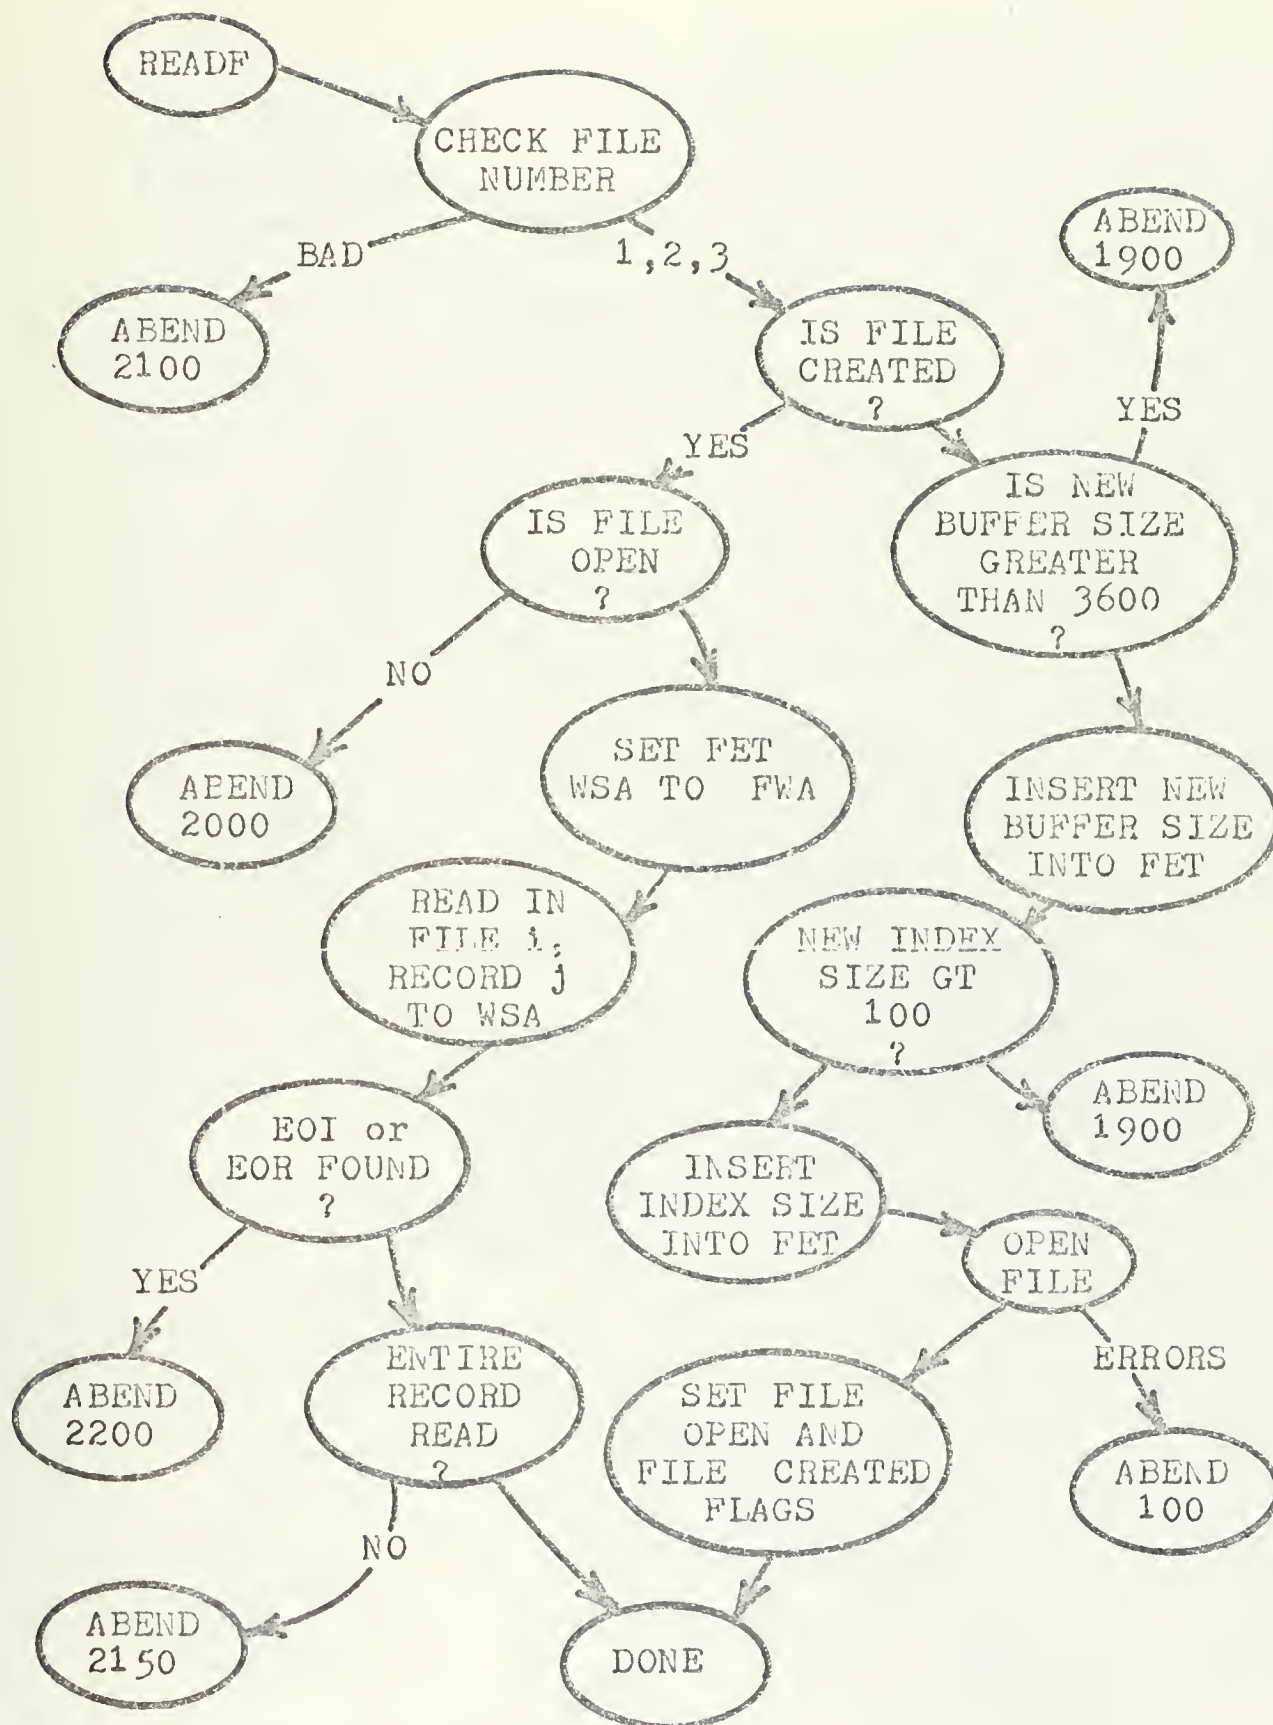 READF
CHECK FILE
NUMBER
BAD
1,2,3
ABEND
1900
ABEND
2100
IS FILE
CREATED
?
YES
YES
IS NEW
BUFFER SIZE
GREATER
THAN 3600
?
IS FILE
OPEN
?
NO
SET FET
WSA TO FWA
ABEND
2000
INSERT NEW
BUFFER SIZE
INTO FET
READ IN
FILE i,
RECORD j
TO WSA
NEW INDEX
SIZE GT
100
?
ABEND
1900
EOI or
EOR FOUND
?
INSERT
INDEX SIZE
INTO FET
OPEN
FILE
YES
ERRORS
ABEND
2200
ENTIRE
RECORD
READ
?
SET FILE
OPEN AND
FILE CREATED
FLAGS
ABEND
100
NO
ABEND
2150
DONE